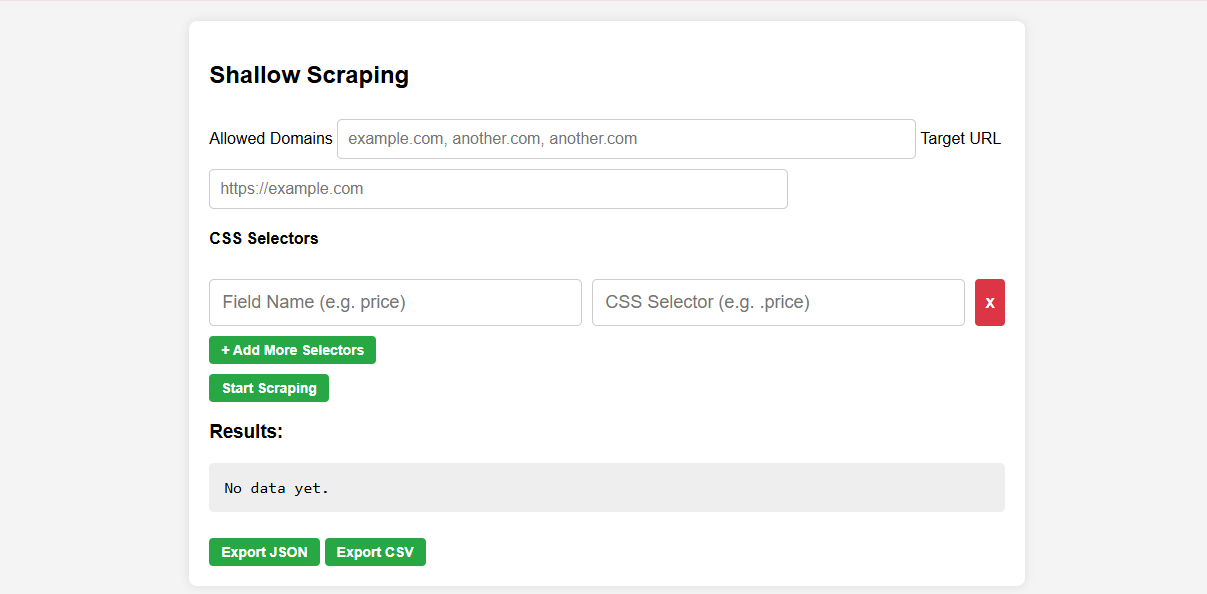 Shallow Scraping
Allowed Domains example.com, another.com, another.com Target URL
https://example.com
CSS Selectors
Field Name (e.g. price) CSS Selector (e.g. .price) x
+ Add More Selectors
Start Scraping
Results:
No data yet.
Export JSON Export CSV